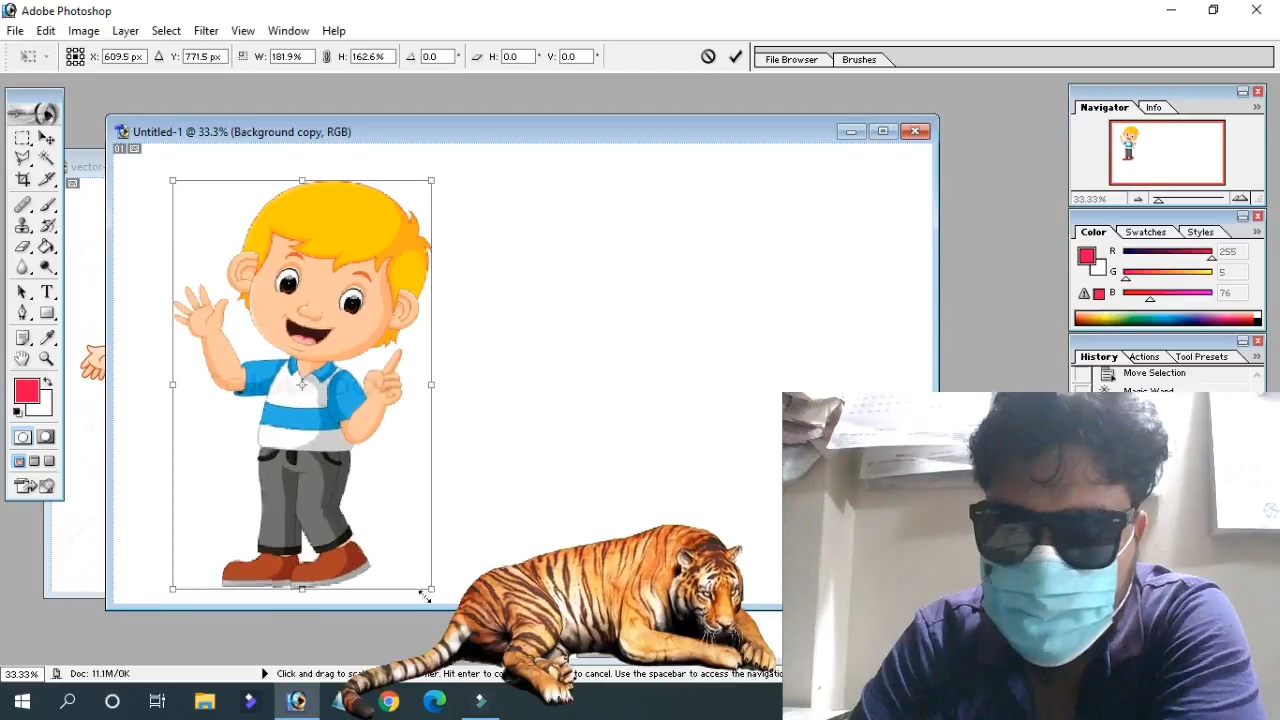 Adobe Photoshop
File Edit Image Layer Select Filter View Window Help
X: 609.5 px Y: 771.5 px W: 181.9% H: 162.6% 0.0 ° H: 0.0 ° V: 0.0 ° File Browser Brushes
Navigator Info
Untitled-1 @ 33.3% (Background copy, RGB)
01
vector-
33.33%
Color Swatches Styles
R 255
G 5
B 76
History Actions Tool Presets
Move Selection
Magic Wand
33.33% Doc: 11.1M/0K Click and drag to
to cancel. Use the spacebar to access the